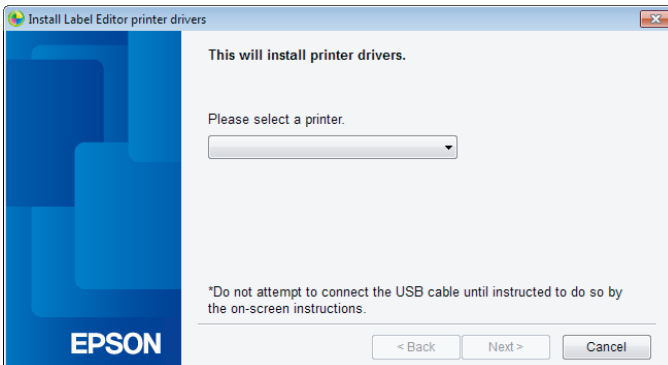 Install Label Editor printer drivers
This will install printer drivers.
Please select a printer.
*Do not attempt to connect the USB cable until instructed to do so by
the on-screen instructions.
EPSON
< Back
Next >
Cancel